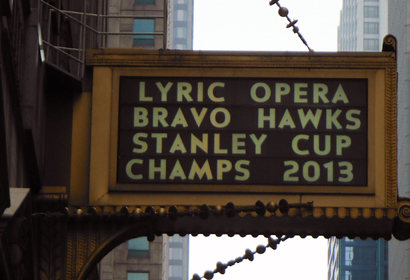 LYRIC OPERA
BRAVO HAWKS
STANLEY CUP
CHAMPS 2013